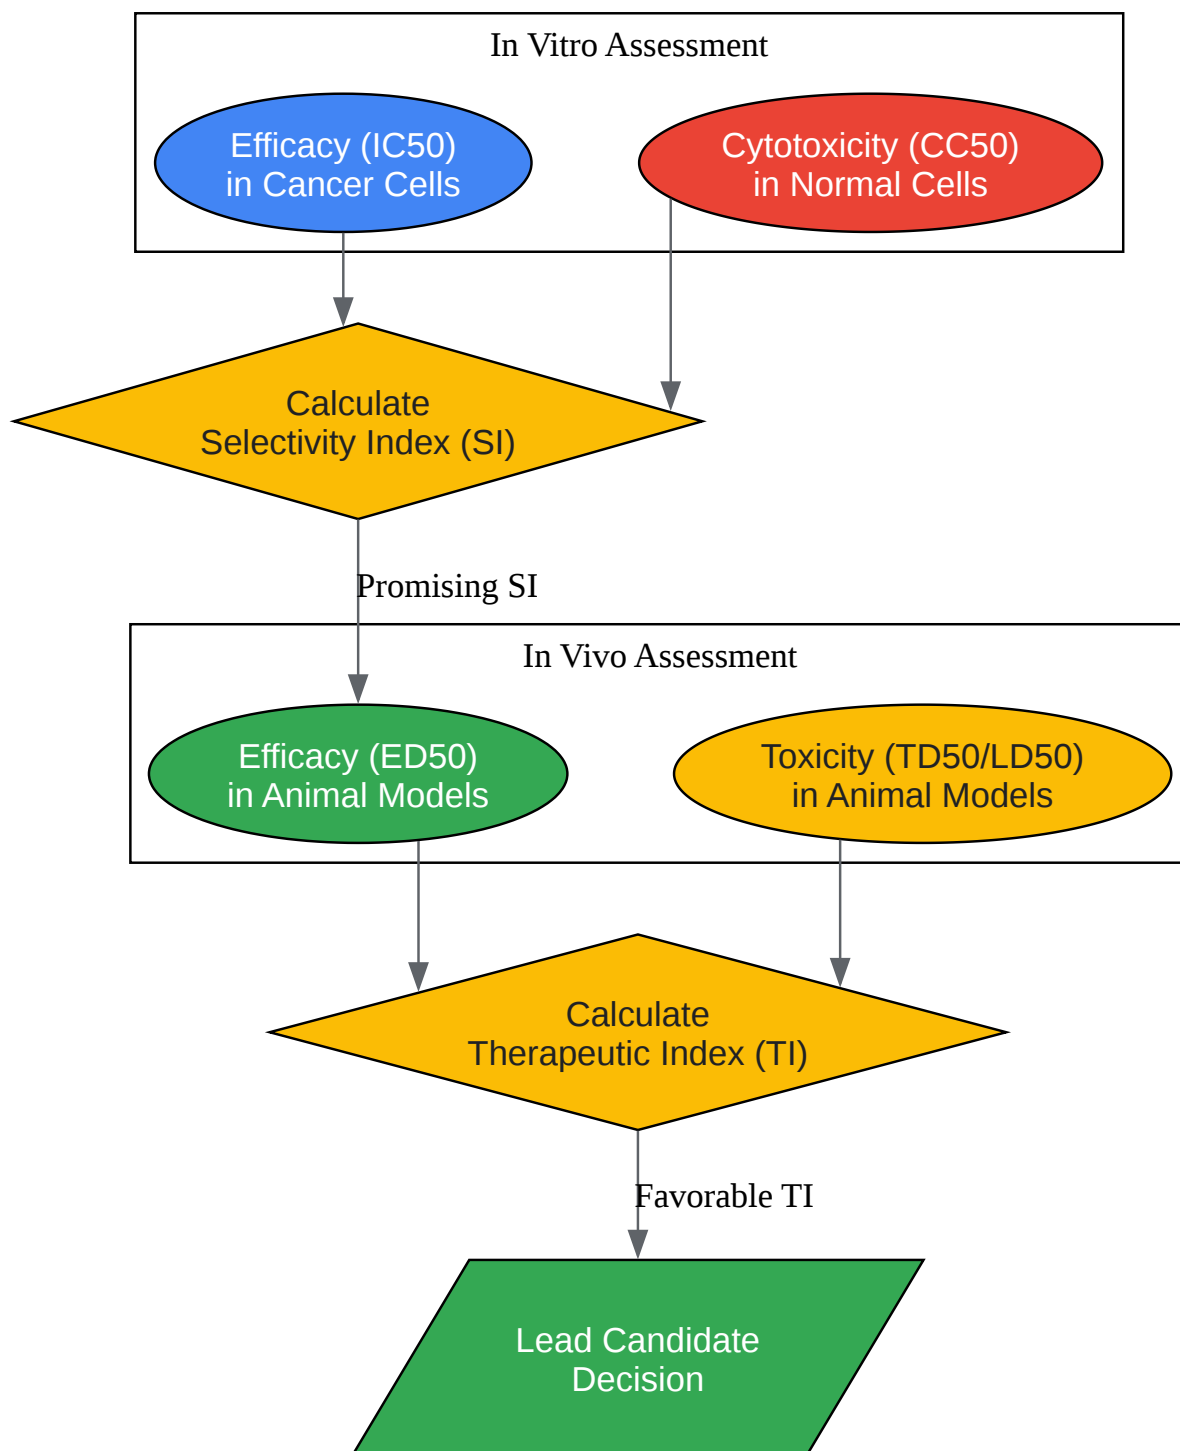 In Vitro Assessment
Efficacy (IC50)
in Cancer Cells
Cytotoxicity (CC50)
in Normal Cells
Calculate
Selectivity Index (SI)
Promising SI
In Vivo Assessment
Efficacy (ED50)
in Animal Models
Toxicity (TD50/LD50)
in Animal Models
Calculate
Therapeutic Index (TI)
Favorable TI
Lead Candidate
Decision